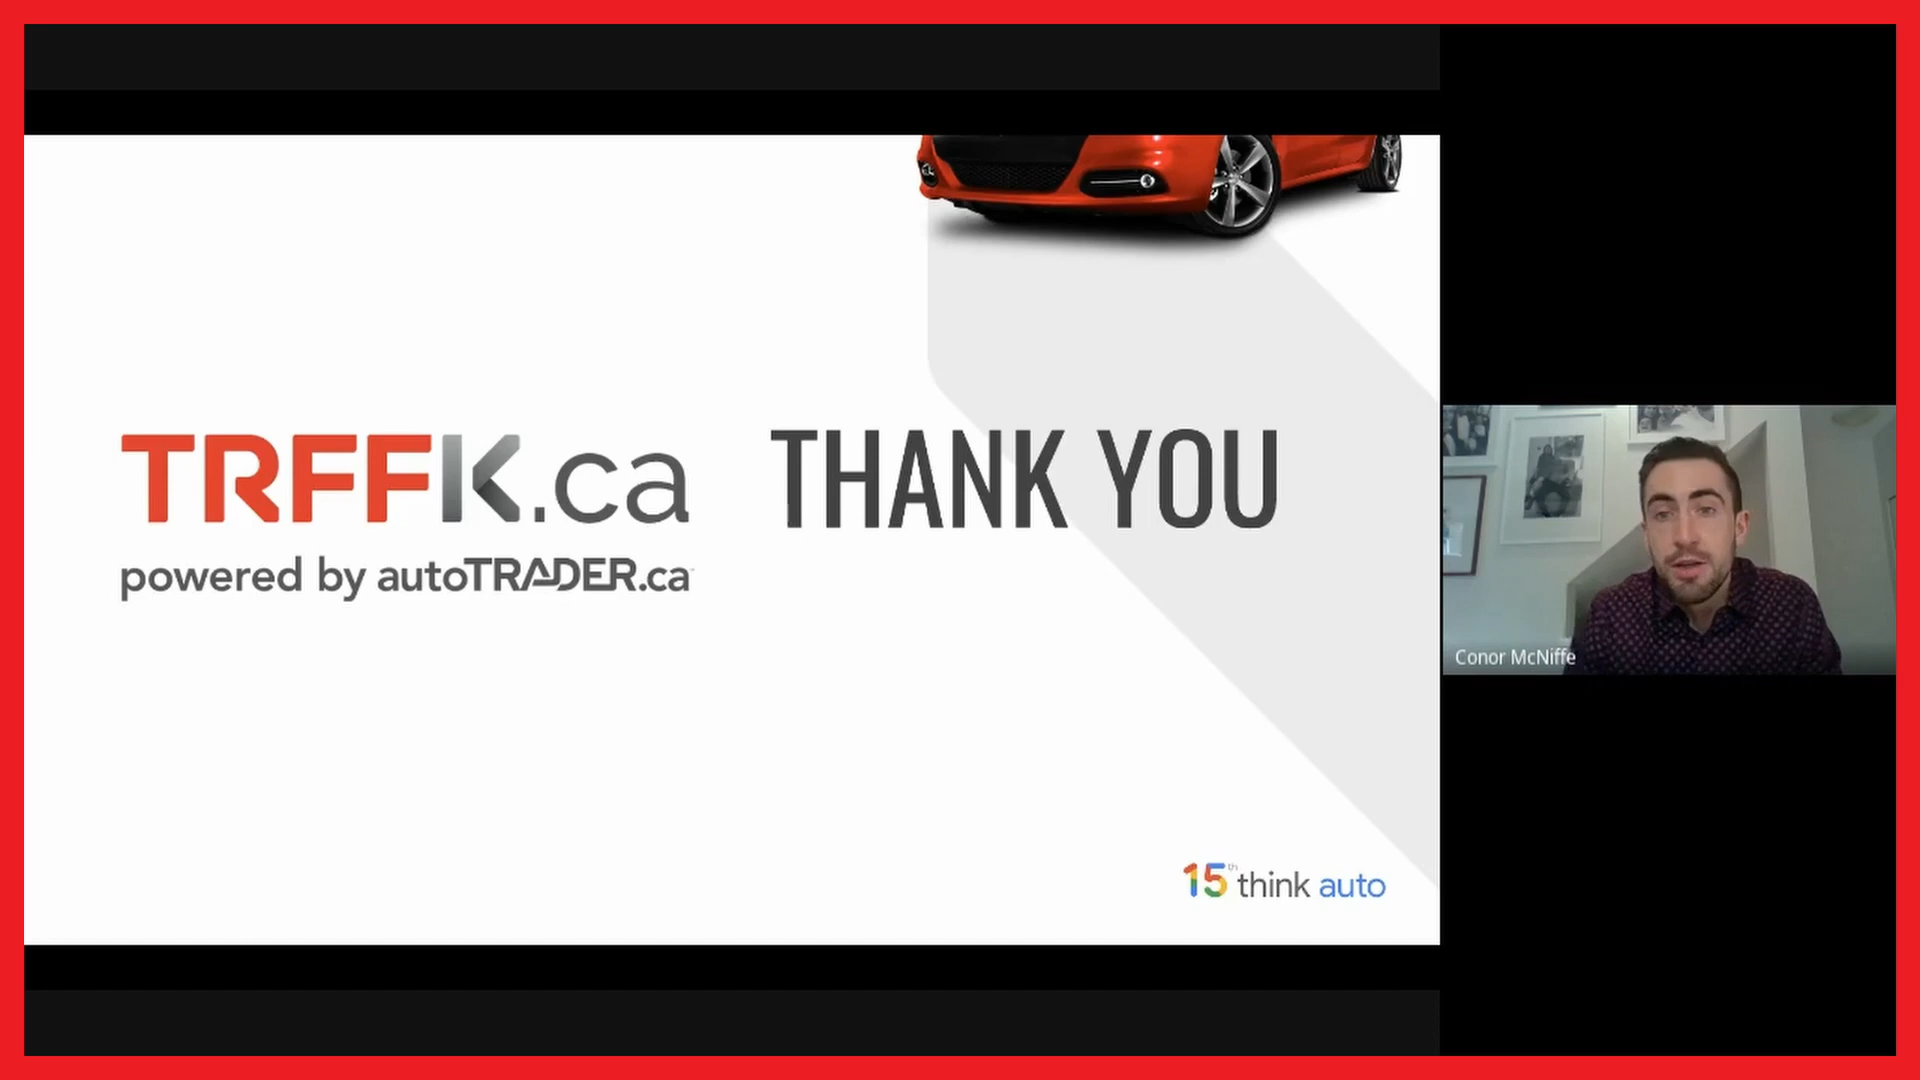 TRFFK.ca
powered by autoTRADER.ca
THANK YOU
Conor McNiffe
15th think auto